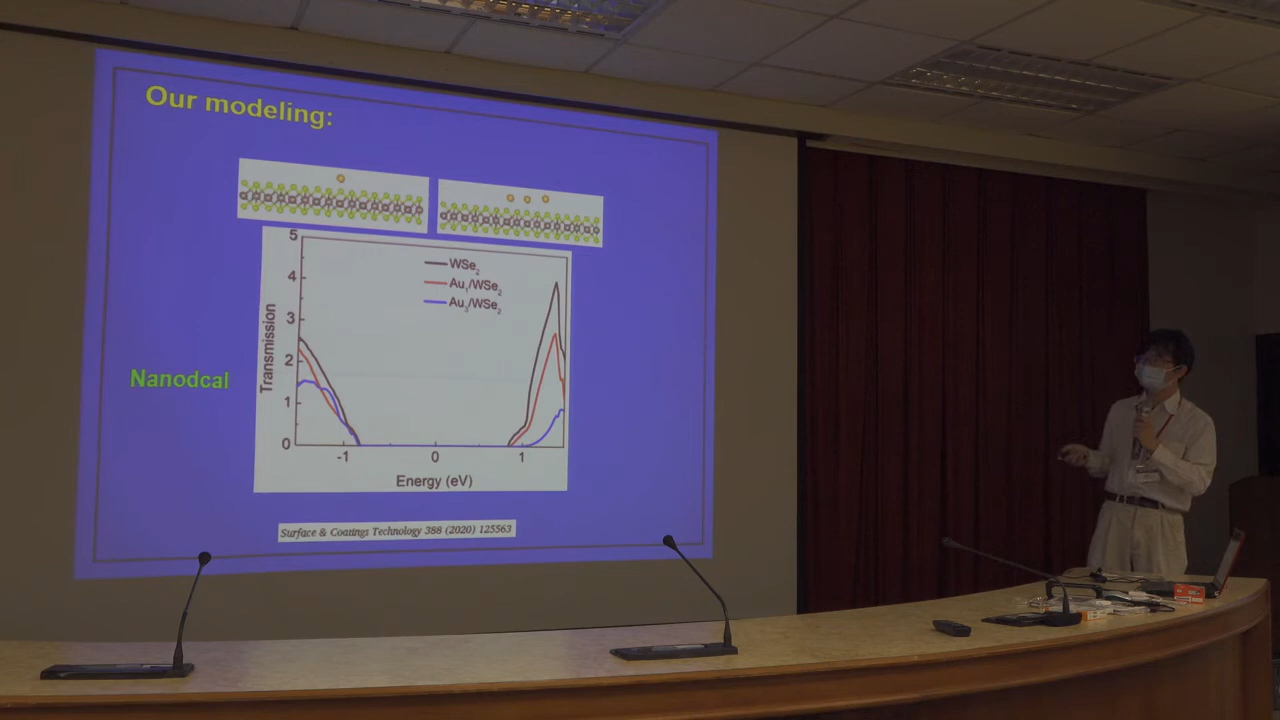 Our modeling:
5
4
3
2
1
0
Transmission
WSe₂
Au₁/WSe₂
Au₃/WSe₂
-1
0
1
Energy (eV)
Nanodcal
Surface & Coatings Technology 388 (2020) 125563